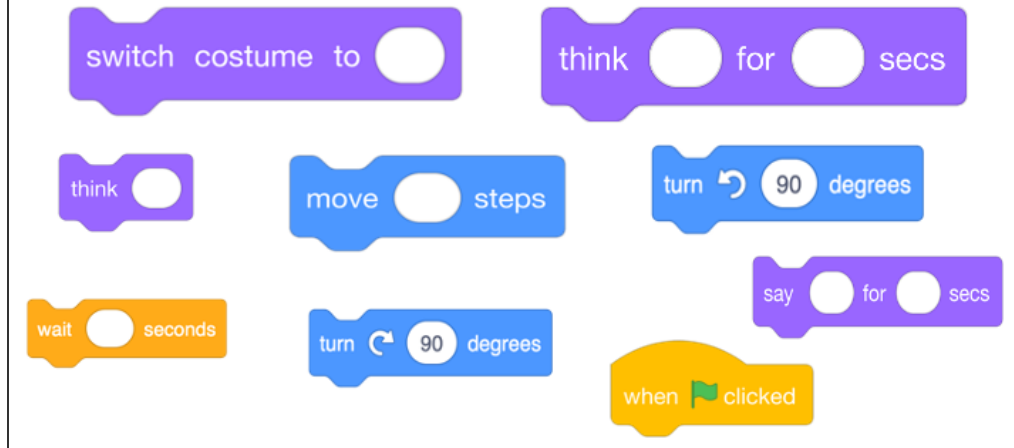 switch costume to
think for secs
think
move steps
turn 90 degrees
say for secs
wait seconds
turn 90 degrees
when clicked